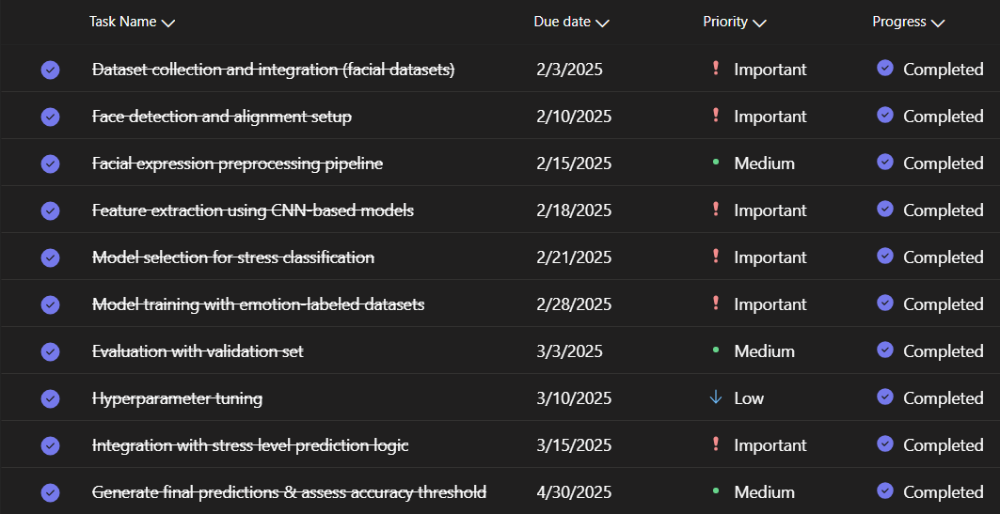 Task Name Due date Priority Progress
Dataset collection and integration (facial datasets) 2/3/2025 Important Completed
Face detection and alignment setup 2/10/2025 Important Completed
Facial expression preprocessing pipeline 2/15/2025 Medium Completed
Feature extraction using CNN-based models 2/18/2025 Important Completed
Model selection for stress classification 2/21/2025 Important Completed
Model training with emotion-labeled datasets 2/28/2025 Important Completed
Evaluation with validation set 3/3/2025 Medium Completed
Hyperparameter tuning 3/10/2025 Low Completed
Integration with stress level prediction logic 3/15/2025 Important Completed
Generate final predictions & assess accuracy threshold 4/30/2025 Medium Completed